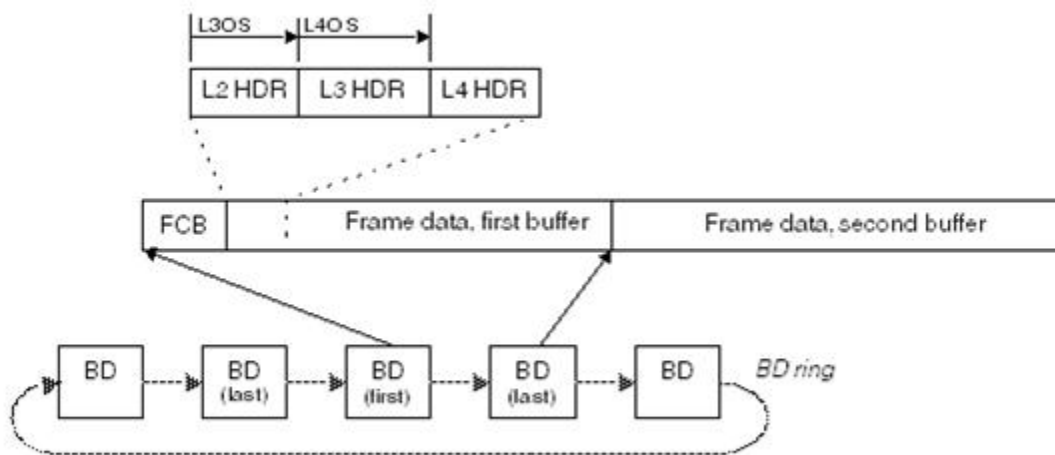 L3OS L4OS
L2 HDR L3 HDR L4 HDR
FCB Frame data, first buffer Frame data, second buffer
BD BD BD BD BD BD ring
(last) (first) (last)